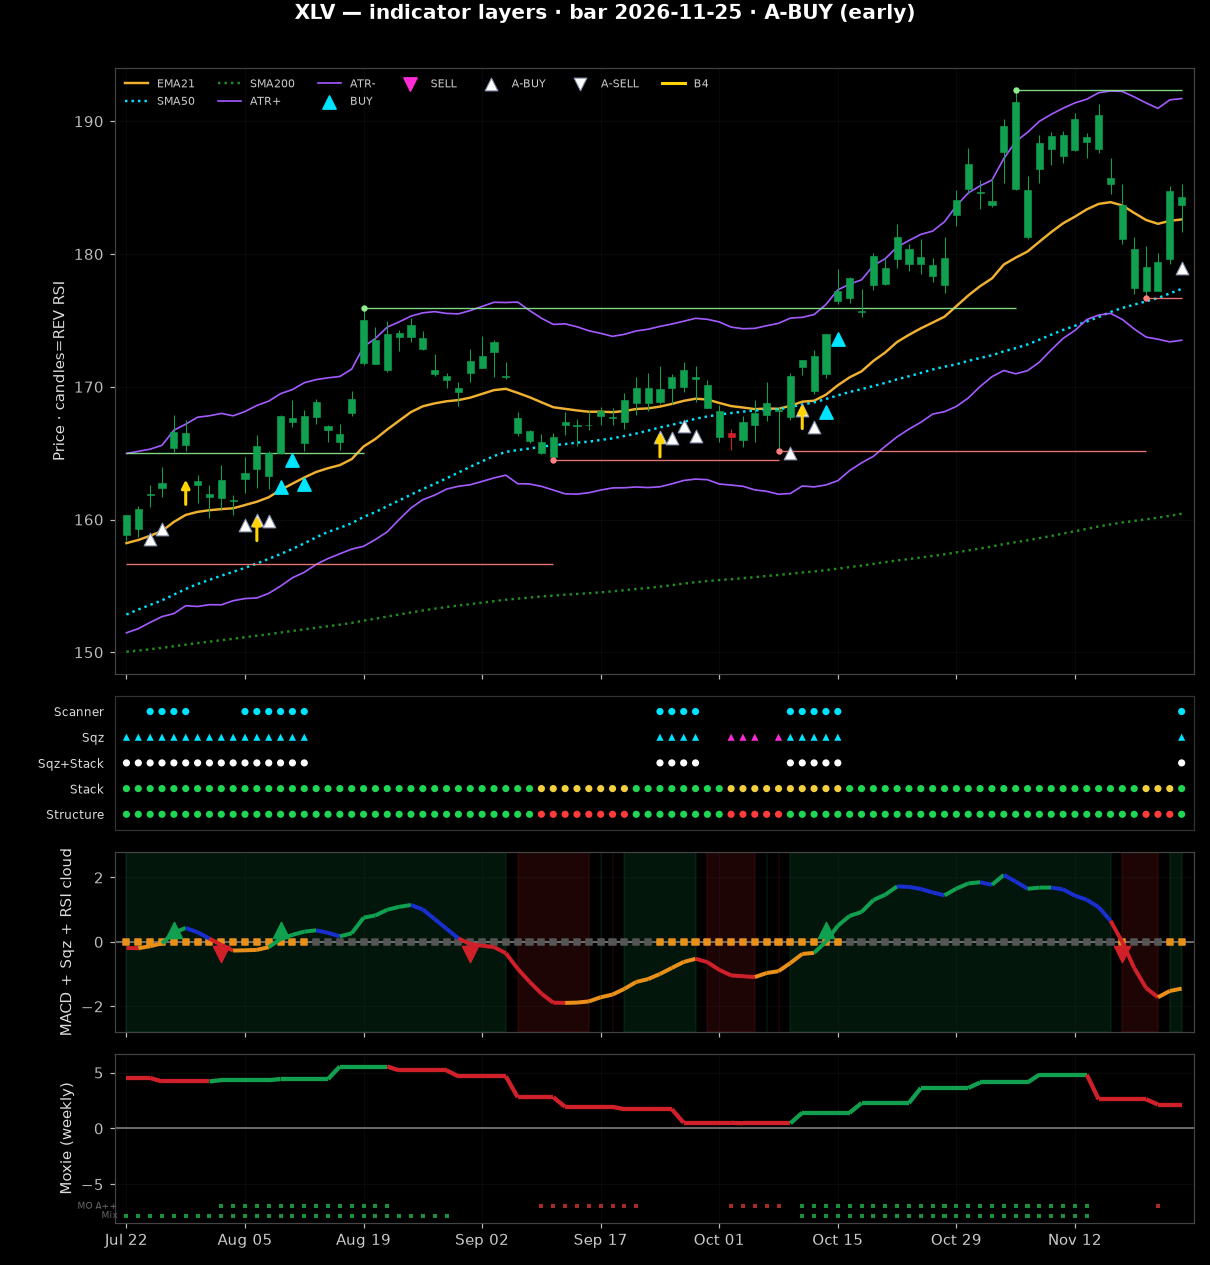 XLV — indicator layers · bar 2026-11-25 · A-BUY (early)
EMA21 SMA200 ATR- SELL A-BUY A-SELL B4
SMA50 ATR+ BUY
190
180
170
160
150
Price · candles=REV RSI
Scanner
Sqz
Sqz+Stack
Stack
Structure
MACD + Sqz + RSI cloud
2
0
−2
Moxie (weekly)
5
0
−5
MO A++
Mix
Jul 22 Aug 05 Aug 19 Sep 02 Sep 17 Oct 01 Oct 15 Oct 29 Nov 12